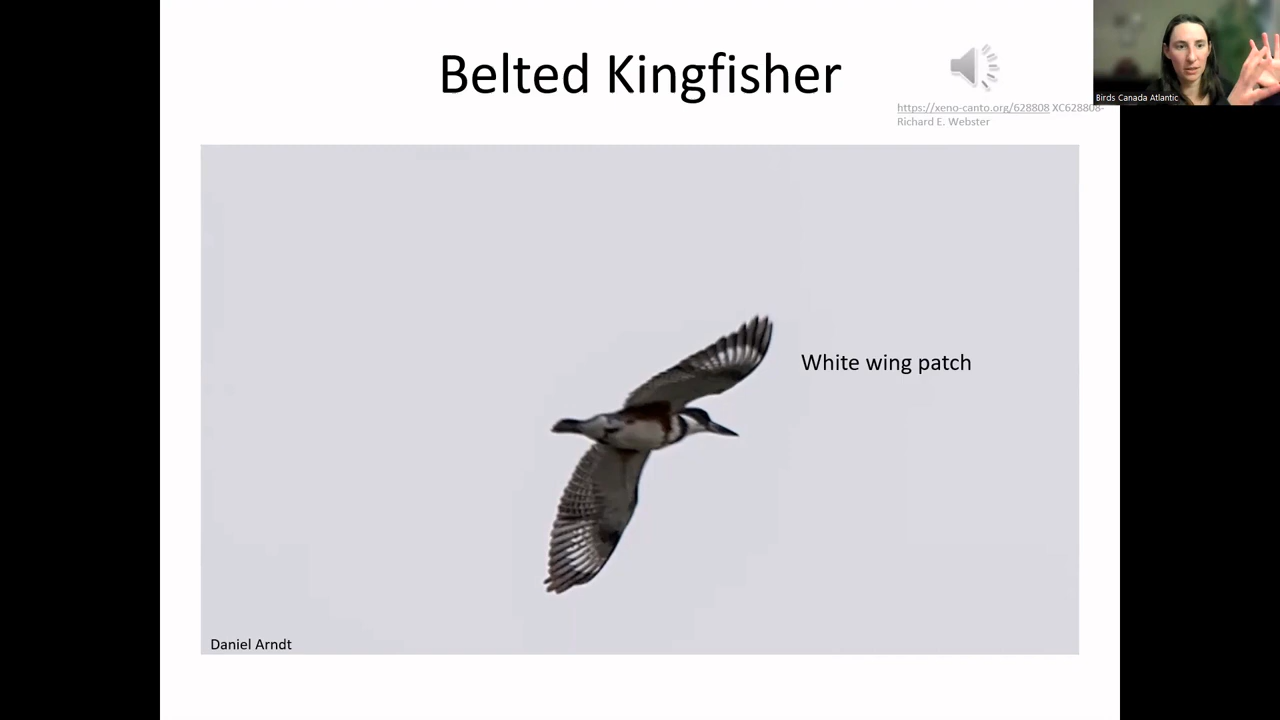 Belted Kingfisher
https://xeno-canto.org/628808 XC628808-
Richard E. Webster
Birds Canada Atlantic
White wing patch
Daniel Arndt